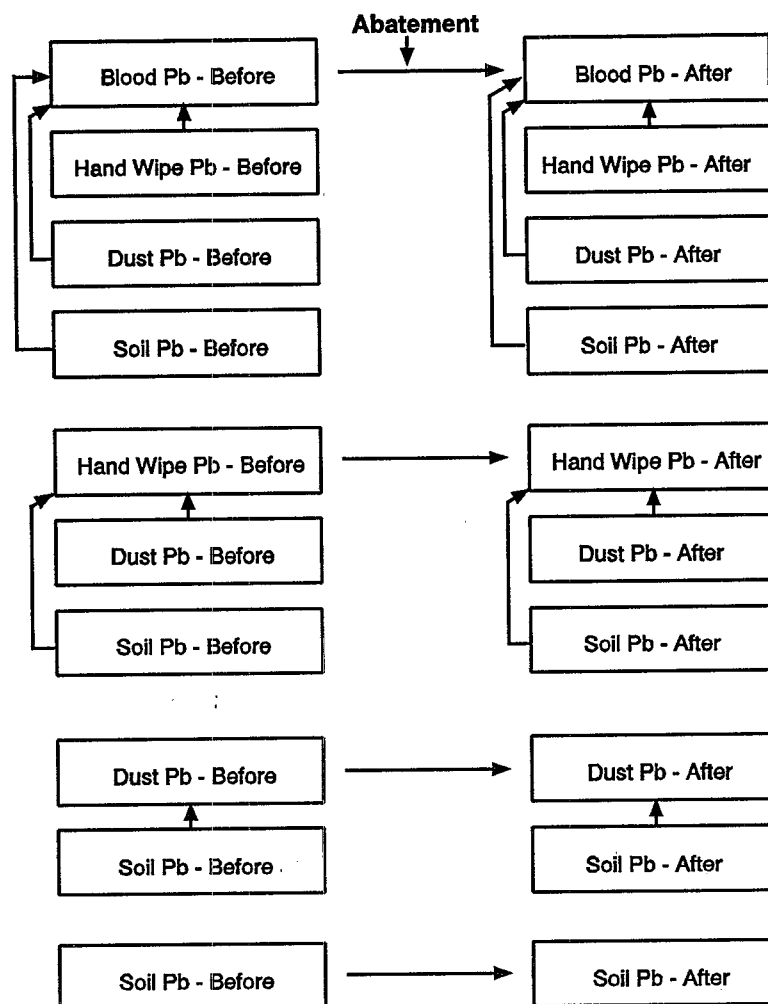 Abatement
Blood Pb - Before
Blood Pb - After
Hand Wipe Pb - Before
Hand Wipe Pb - After
Dust Pb - Before
Dust Pb - After
Soil Pb - Before
Soil Pb - After
Hand Wipe Pb - Before
Hand Wipe Pb - After
Dust Pb - Before
Dust Pb - After
Soil Pb - Before
Soil Pb - After
Dust Pb - Before
Dust Pb - After
Soil Pb - Before
Soil Pb - After
Soil Pb - Before
Soil Pb - After